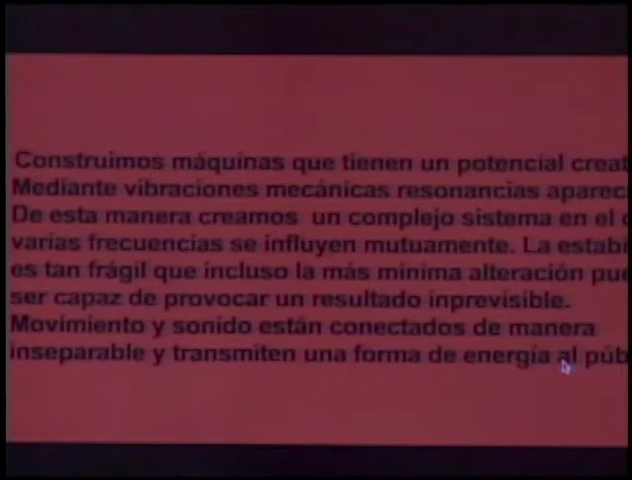 Construimos máquinas que tienen un potencial creat
Mediante vibraciones mecánicas resonancias aparec
De esta manera creamos un complejo sistema en el c
varias frecuencias se influyen mutuamente. La estabi
es tan frágil que incluso la más minima alteración pue
ser capaz de provocar un resultado inprevisible.
Movimiento y sonido están conectados de manera
inseparable y transmiten una forma de energía al púb